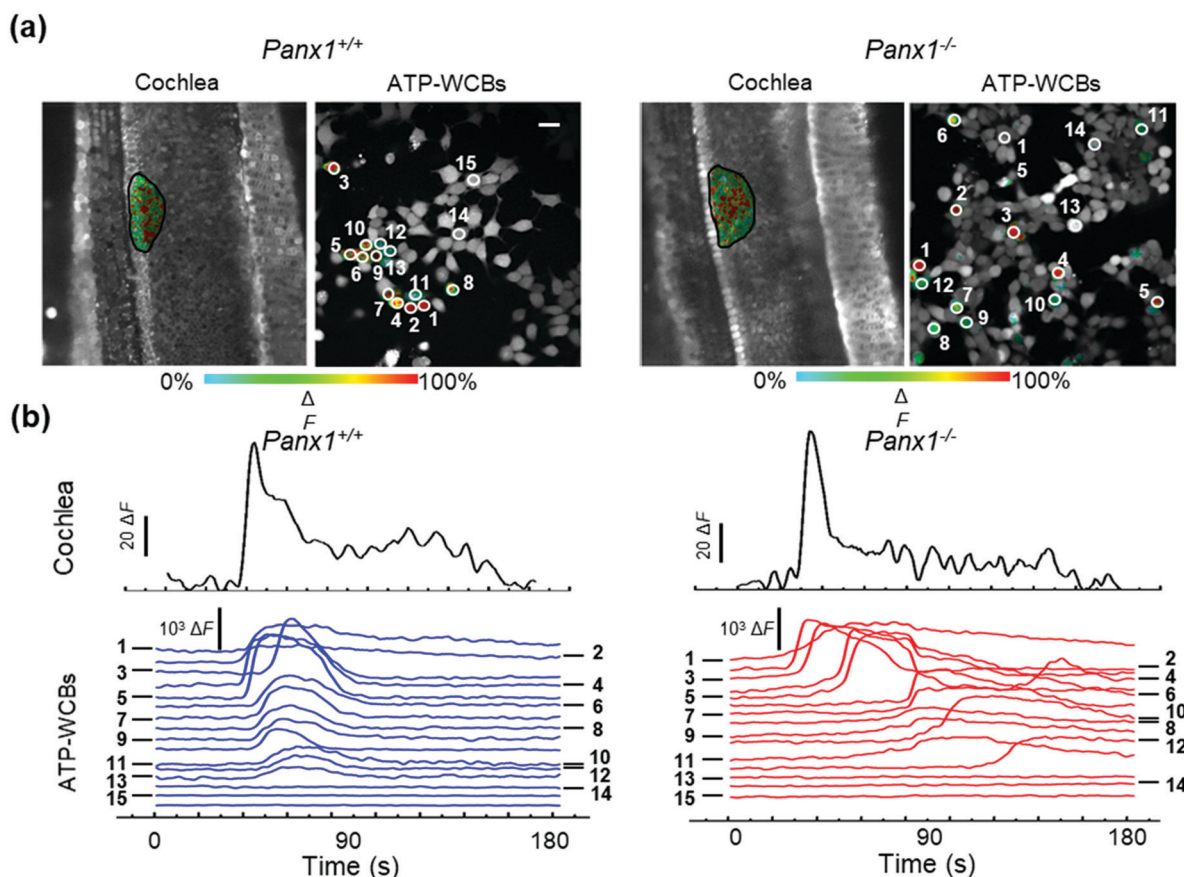 (a)
Panx1+/+
Panx1-/-
Cochlea ATP-WCBs Cochlea ATP-WCBs
3 15 14 10 12 5 6 9 13 11 8 7 4 2 1
6 11 14 1 5 2 13 3 1 4 12 7 10 5 9 8
0% 100% 0% 100%
Δ Δ
F F
(b)
Panx1+/+ Panx1-/-
Cochlea
20 ΔF
20 ΔF
ATP-WCBs
10³ ΔF
10³ ΔF
1 2
3 4
5 6
7 8
9 10
11 12
13 14
15
1 2
3 4
5 6
7 10
9 8
11 12
13 14
15
0 90 180 0 90 180
Time (s) Time (s)